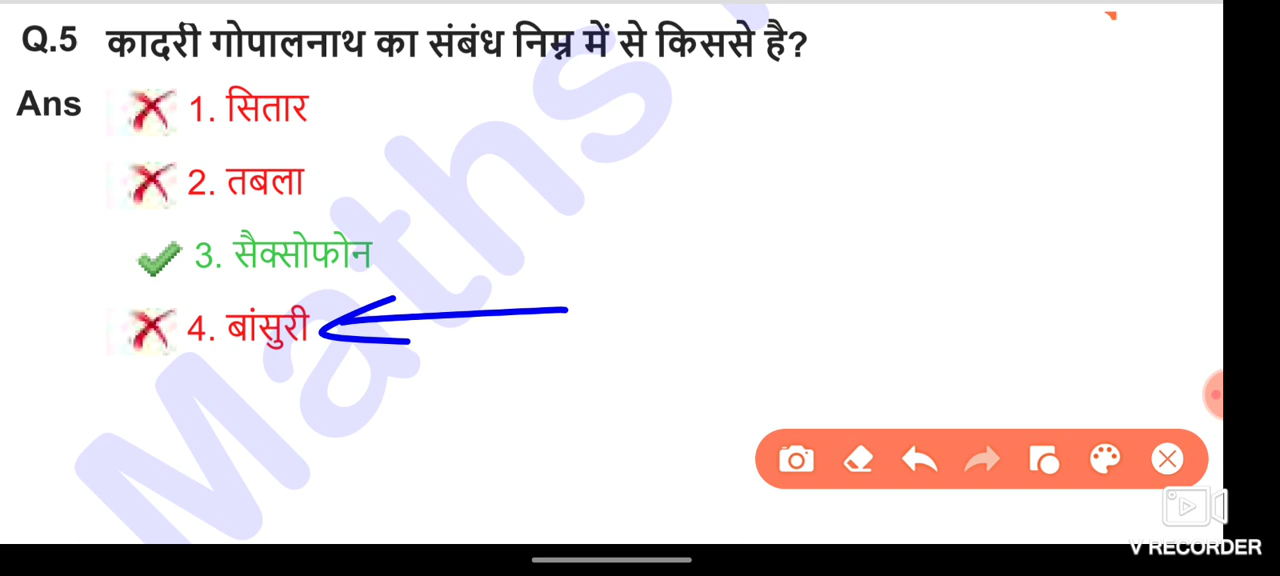 Q.5 कादरी गोपालनाथ का संबंध निम्न में से किससे है?
Ans 1. सितार
2. तबला
3. सैक्सोफोन
4. बांसुरी
Maths
V RECORDER